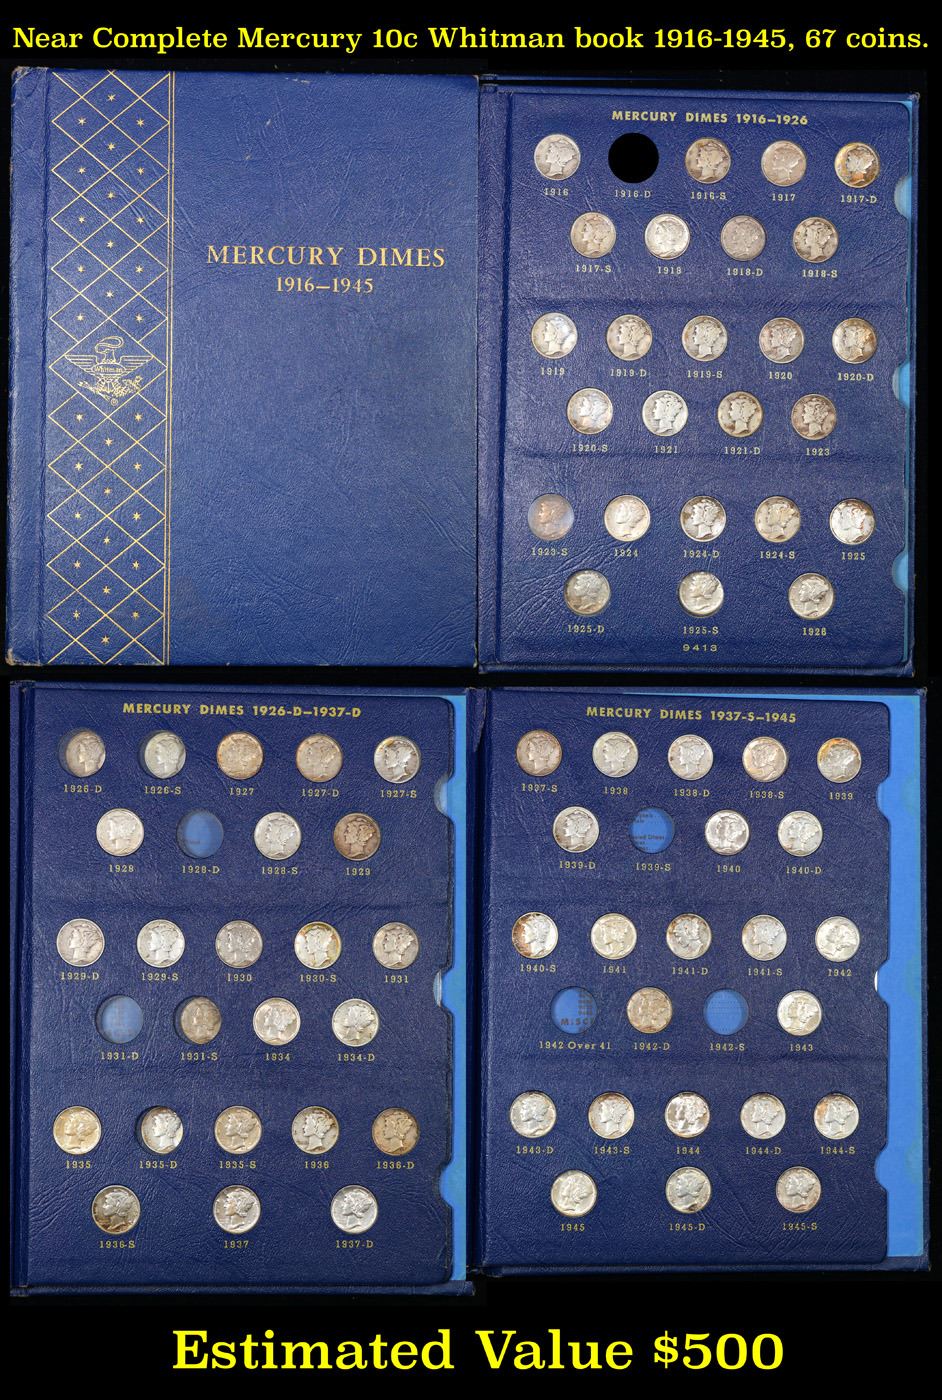 Near Complete Mercury 10c Whitman book 1916-1945, 67 coins.
MERCURY DIMES
1916—1945
Whitman
®
MERCURY DIMES 1916—1926
1916 1916-D 1916-S 1917 1917-D
1917-S 1918 1918-D 1918-S
1919 1919-D 1919-S 1920 1920-D
1920-S 1921 1921-D 1923
1923-S 1924 1924-D 1924-S 1925
1925-D 1925-S 1926
9413
MERCURY DIMES 1926-D—1937-D
1926-D 1926-S 1927 1927-D 1927-S
1928 1928-D 1928-S 1929
1929-D 1929-S 1930 1930-S 1931
1931-D 1931-S 1934 1934-D
1935 1935-D 1935-S 1936 1936-D
1936-S 1937 1937-D
MERCURY DIMES 1937-S—1945
1937-S 1938 1938-D 1938-S 1939
1939-D 1939-S 1940 1940-D
1940-S 1941 1941-D 1941-S 1942
1942 Over 41 1942-D 1942-S 1943
1943-D 1943-S 1944 1944-D 1944-S
1945 1945-D 1945-S
Estimated Value $500